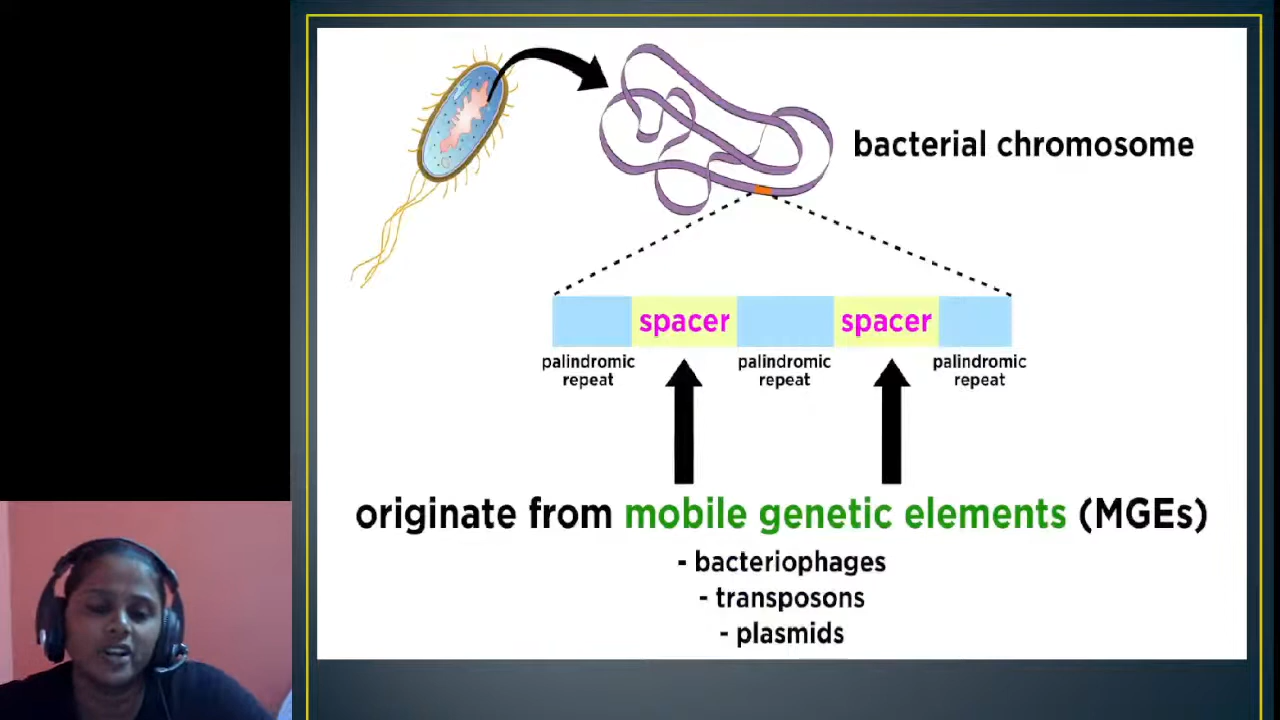 bacterial chromosome
spacer spacer
palindromic repeat
palindromic repeat
palindromic repeat
originate from mobile genetic elements (MGEs)
- bacteriophages
- transposons
- plasmids